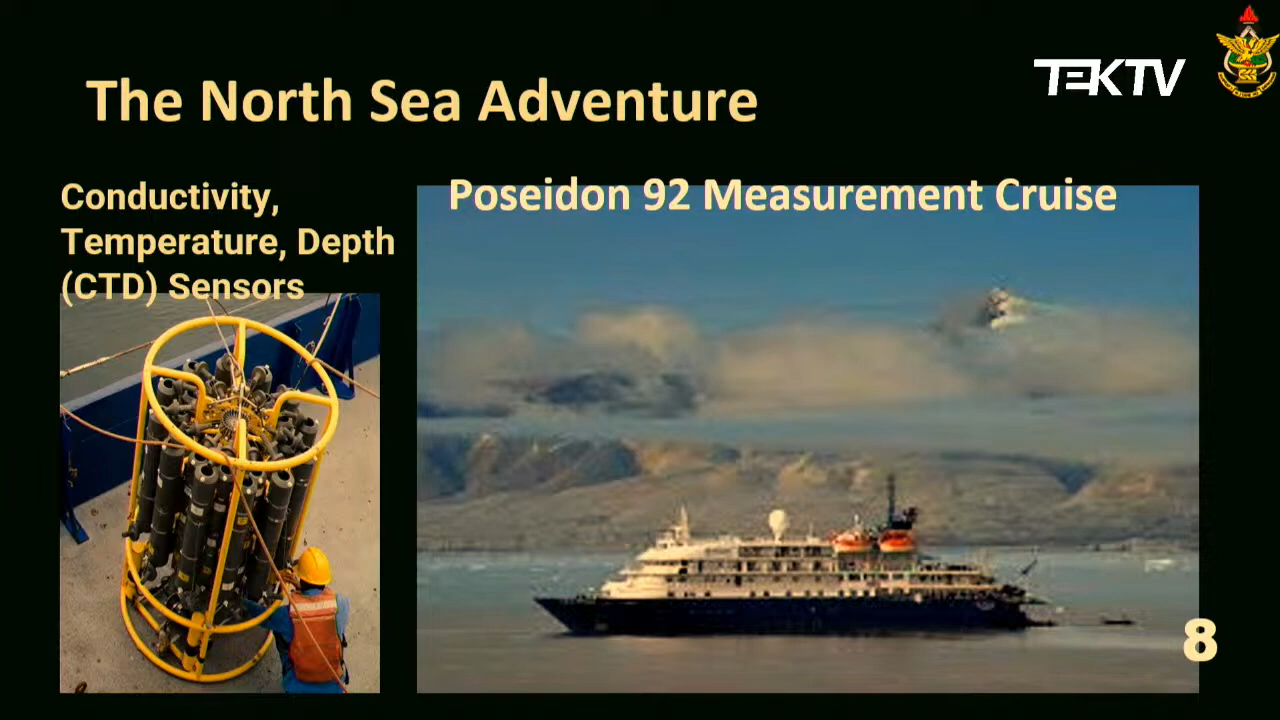 TEKTV
The North Sea Adventure
Conductivity,
Temperature, Depth
(CTD) Sensors
Poseidon 92 Measurement Cruise
8